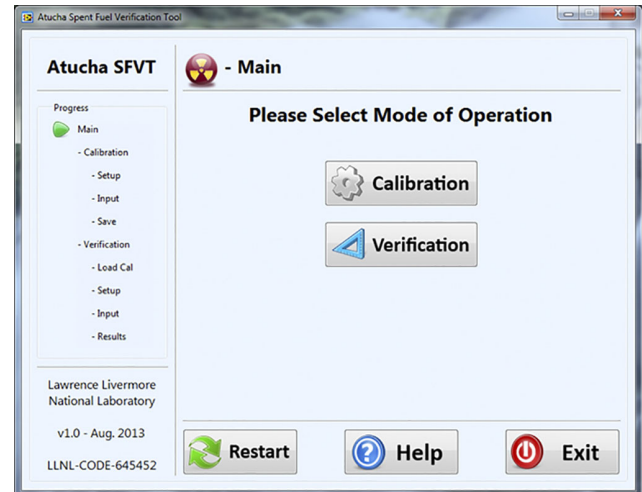 Atucha Spent Fuel Verification Tool
Atucha SFVT
- Main
Progress
Main
- Calibration
- Setup
- Input
- Save
- Verification
- Load Cal
- Setup
- Input
- Results
Lawrence Livermore
National Laboratory
v1.0 - Aug. 2013
LLNL-CODE-645452
Please Select Mode of Operation
Calibration
Verification
Restart
Help
Exit